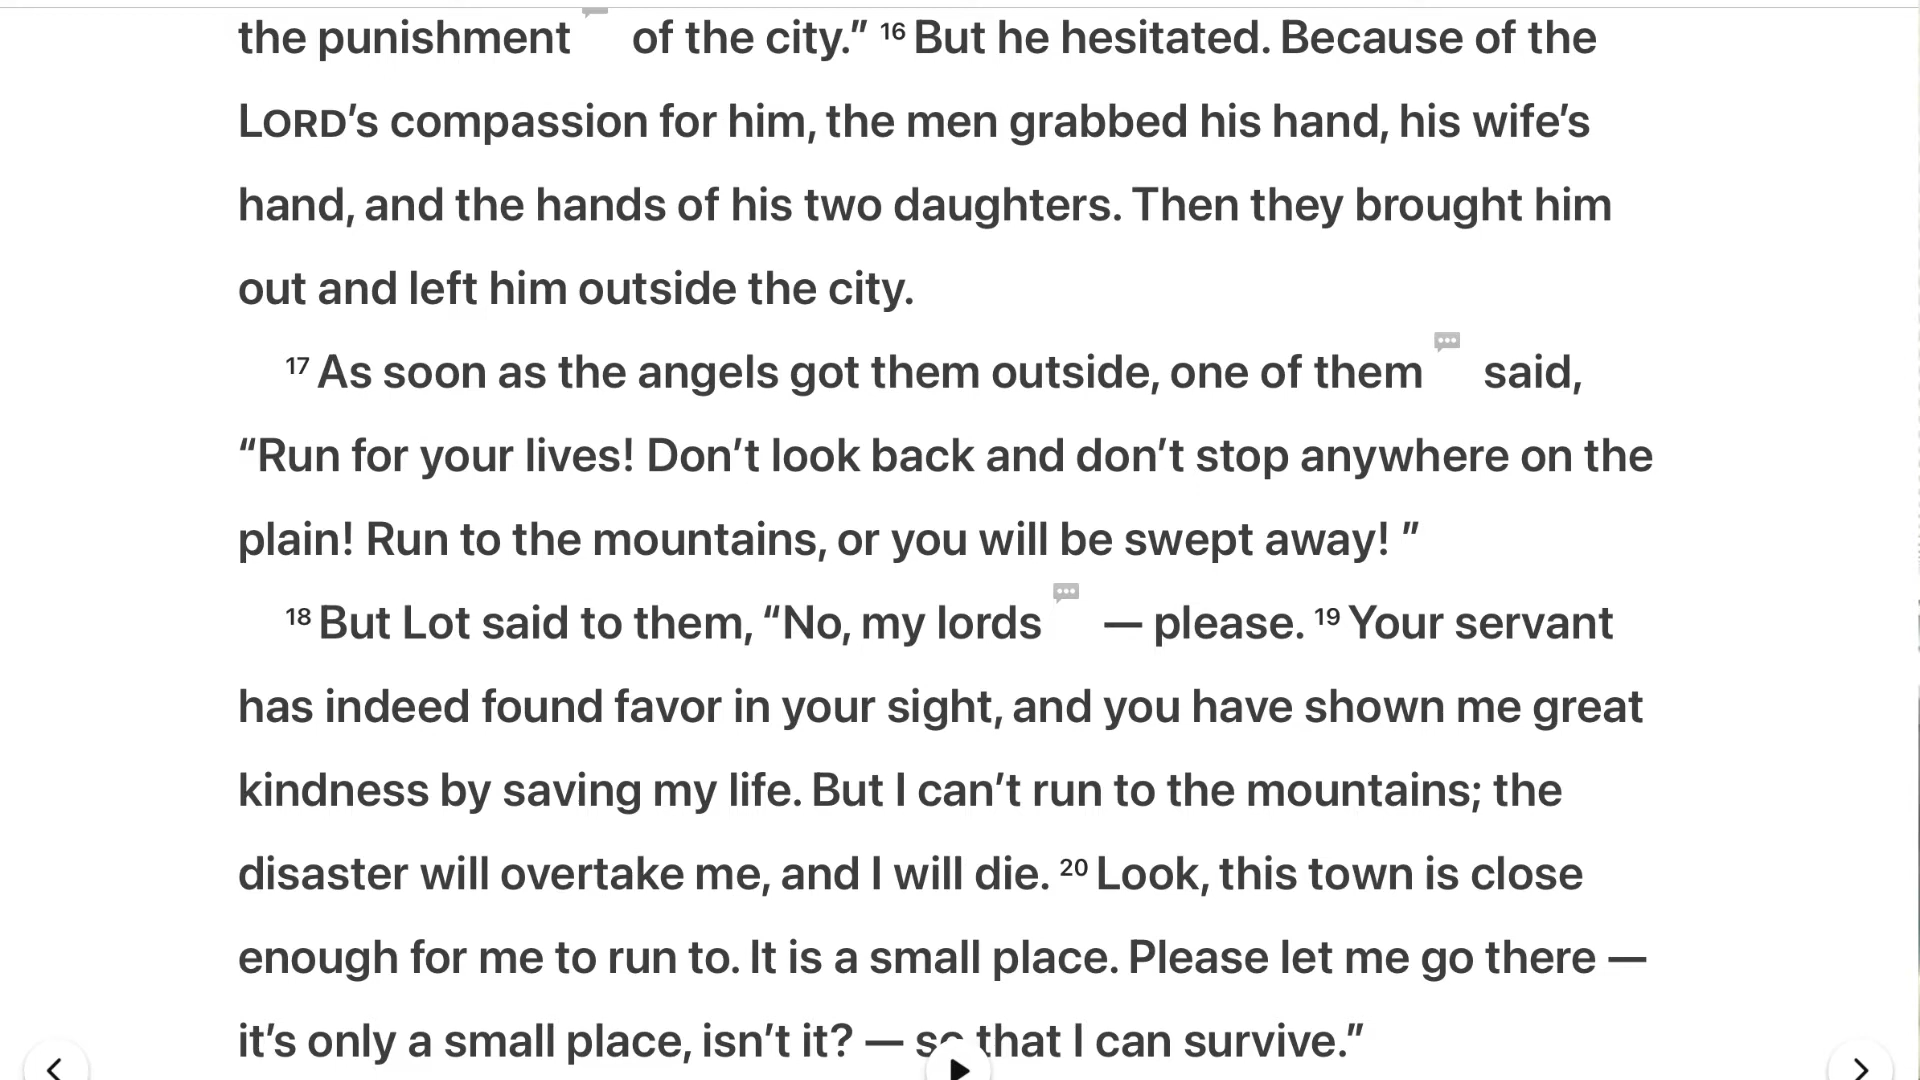 the punishment of the city.” 16 But he hesitated. Because of the
LORD’s compassion for him, the men grabbed his hand, his wife’s
hand, and the hands of his two daughters. Then they brought him
out and left him outside the city.
17 As soon as the angels got them outside, one of them said,
“Run for your lives! Don’t look back and don’t stop anywhere on the
plain! Run to the mountains, or you will be swept away! ”
18 But Lot said to them, “No, my lords — please. 19 Your servant
has indeed found favor in your sight, and you have shown me great
kindness by saving my life. But I can’t run to the mountains; the
disaster will overtake me, and I will die. 20 Look, this town is close
enough for me to run to. It is a small place. Please let me go there —
it’s only a small place, isn’t it? — so that I can survive.”